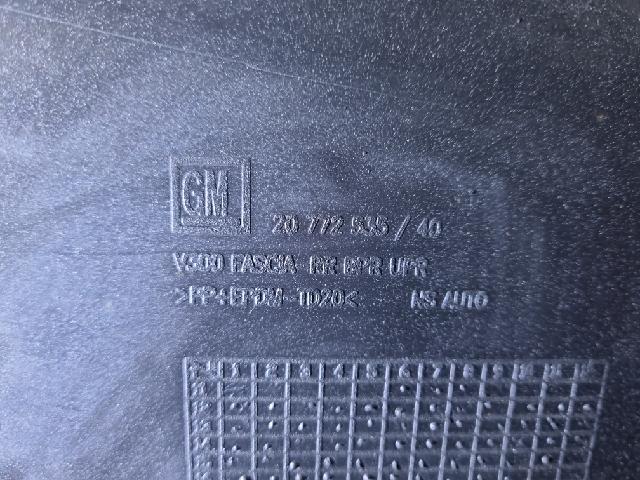 GM
20 772 535 / 40
V300 FASCIA RR BPR UPR
>PP+EPDM-TD20< NS AUTO
1 2 3 4 5 6 7 8 9 10 11 12